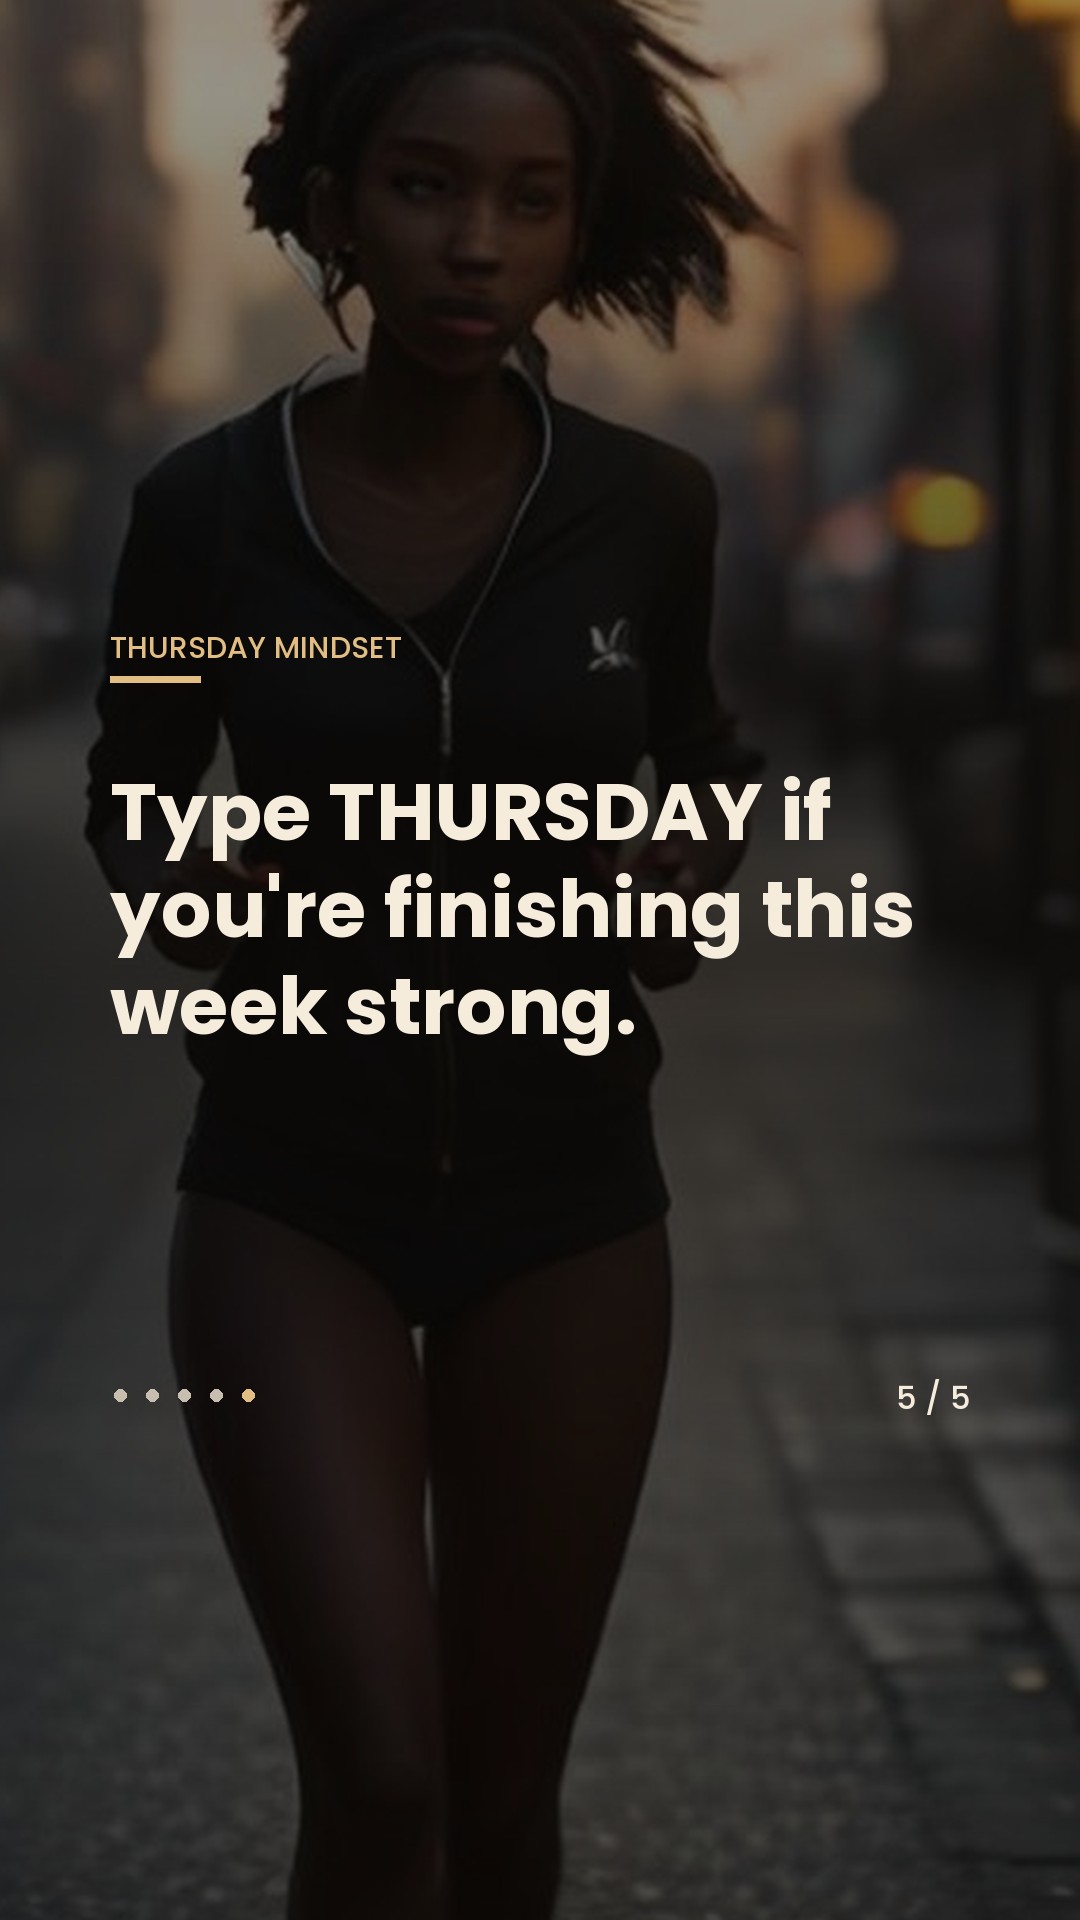 THURSDAY MINDSET
Type THURSDAY if
you're finishing this
week strong.
5 / 5